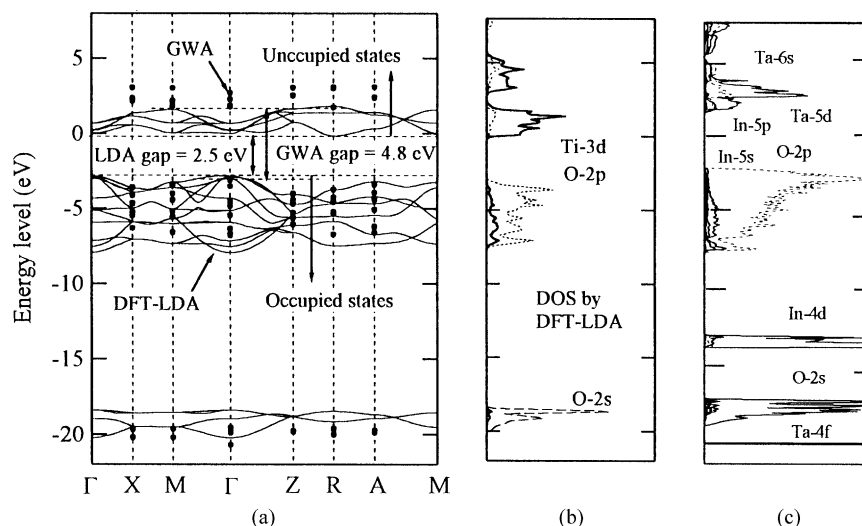 Energy level (eV)
5
0
-5
-10
-15
-20
GWA
Unccupied states
LDA gap = 2.5 eV
GWA gap = 4.8 eV
DFT-LDA
Occupied states
Γ X M Γ Z R A M
(a)
Ti-3d
O-2p
DOS by
DFT-LDA
O-2s
(b)
Ta-6s
Ta-5d
In-5p
In-5s
O-2p
In-4d
O-2s
Ta-4f
(c)